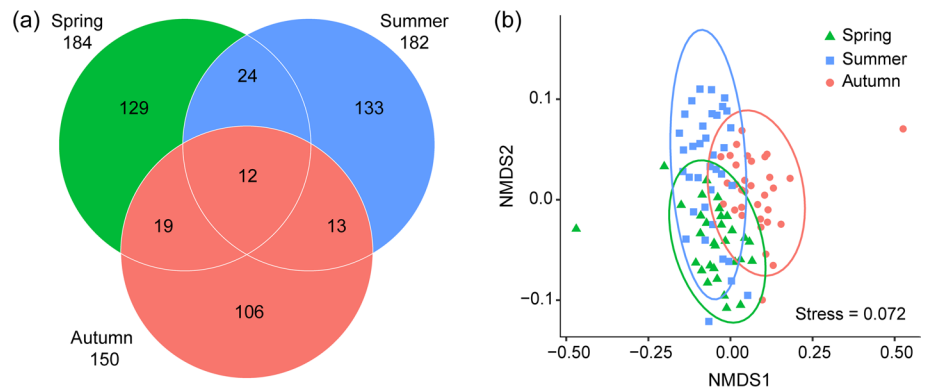 (a)
Spring
184
Summer
182
24
129
133
12
19
13
106
Autumn
150
(b)
Spring
Summer
Autumn
NMDS2
0.1
0.0
−0.1
Stress = 0.072
−0.50
−0.25
0.00
0.25
0.50
NMDS1